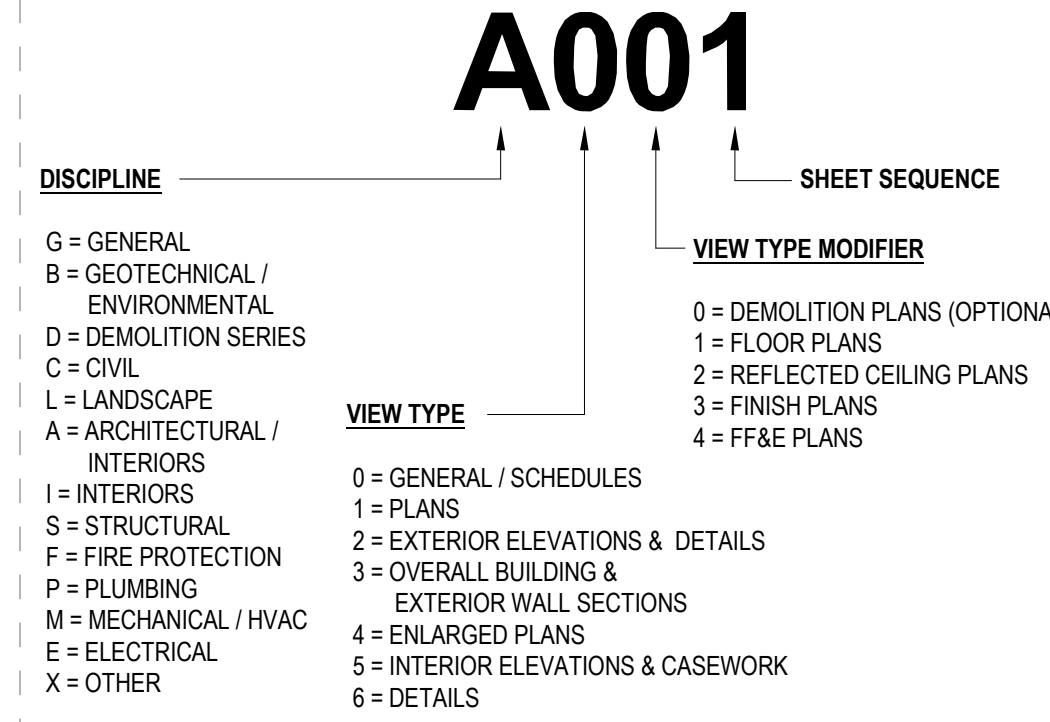 A001
DISCIPLINE
G = GENERAL
B = GEOTECHNICAL /
ENVIRONMENTAL
D = DEMOLITION SERIES
C = CIVIL
L = LANDSCAPE
A = ARCHITECTURAL /
INTERIORS
I = INTERIORS
S = STRUCTURAL
F = FIRE PROTECTION
P = PLUMBING
M = MECHANICAL / HVAC
E = ELECTRICAL
X = OTHER
VIEW TYPE
0 = GENERAL / SCHEDULES
1 = PLANS
2 = EXTERIOR ELEVATIONS & DETAILS
3 = OVERALL BUILDING &
EXTERIOR WALL SECTIONS
4 = ENLARGED PLANS
5 = INTERIOR ELEVATIONS & CASEWORK
6 = DETAILS
VIEW TYPE MODIFIER
0 = DEMOLITION PLANS (OPTIONA
1 = FLOOR PLANS
2 = REFLECTED CEILING PLANS
3 = FINISH PLANS
4 = FF&E PLANS
SHEET SEQUENCE